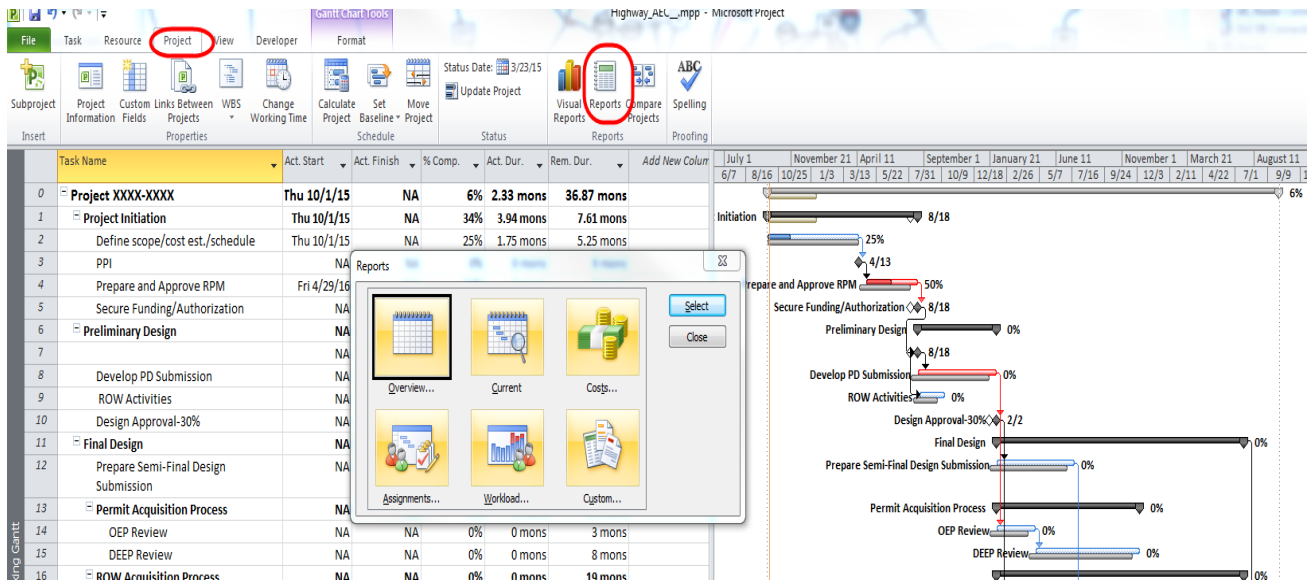 Gantt Chart Tools
Highway_AEC__.mpp - Microsoft Project
File Task Resource Project View Developer Format
Subproject
Project Information
Custom Fields
Links Between Projects
WBS
Change Working Time
Calculate Project
Set Baseline
Move Project
Status Date: 3/23/15
Update Project
Visual Reports
Reports
Compare Projects
ABC
Spelling
Insert Properties Schedule Status Reports Proofing
Task Name Act. Start Act. Finish % Comp. Act. Dur. Rem. Dur. Add New Colum
July 1 November 21 April 11 September 1 January 21 June 11 November 1 March 21 August 11
6/7 8/16 10/25 1/3 3/13 5/22 7/31 10/9 12/18 2/26 5/7 7/16 9/24 12/3 2/11 4/22 7/1 9/9 1
0 Project XXXX-XXXX Thu 10/1/15 NA 6% 2.33 mons 36.87 mons 6%
1 Project Initiation Thu 10/1/15 NA 34% 3.94 mons 7.61 mons Initiation 8/18
2 Define scope/cost est./schedule Thu 10/1/15 NA 25% 1.75 mons 5.25 mons 25%
3 PPI NA 4/13
4 Prepare and Approve RPM Fri 4/29/16 repare and Approve RPM 50%
5 Secure Funding/Authorization NA Secure Funding/Authorization 8/18
6 Preliminary Design NA Preliminary Design 0%
7 NA 8/18
8 Develop PD Submission NA Develop PD Submission 0%
9 ROW Activities NA ROW Activities 0%
10 Design Approval-30% NA Design Approval-30% 2/2
11 Final Design NA Final Design 0%
12 Prepare Semi-Final Design Submission NA Prepare Semi-Final Design Submission 0%
13 Permit Acquisition Process NA Permit Acquisition Process 0%
14 OEP Review NA NA 0% 0 mons 3 mons OEP Review 0%
15 DEEP Review NA NA 0% 0 mons 8 mons DEEP Review 0%
16 ROW Acquisition Process NA NA 0% 0 mons 19 mons 0%
ing Gantt
Reports
Overview... Current Costs...
Assignments... Workload... Custom...
Select
Close